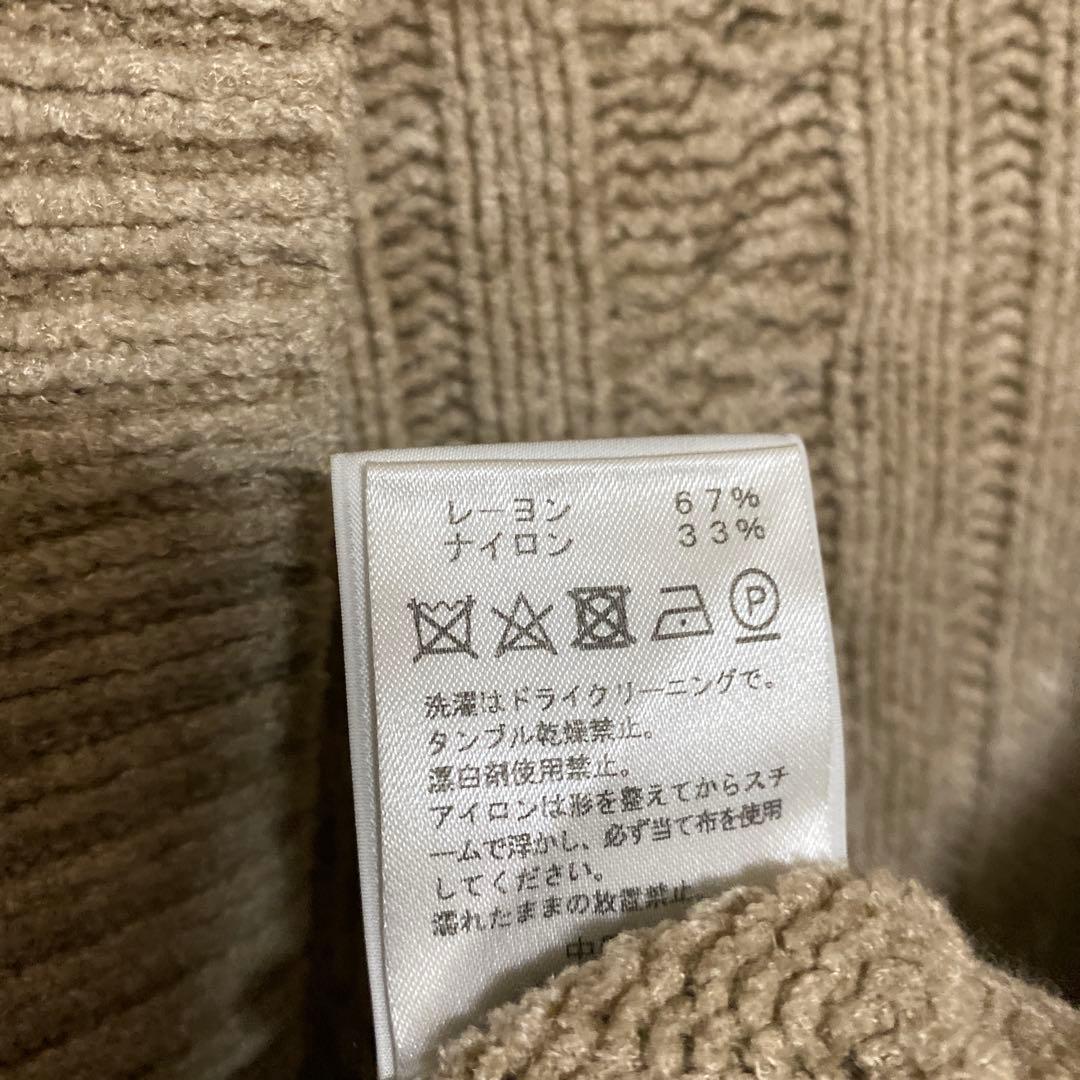 レーヨン 67%
ナイロン 33%
P
洗濯はドライクリーニングで。
タンブル乾燥禁止。
漂白剤使用禁止。
アイロンは形を整えてからスチ
ームで浮かし、必ず当て布を使用
してください。
濡れたままの放置禁止。
中